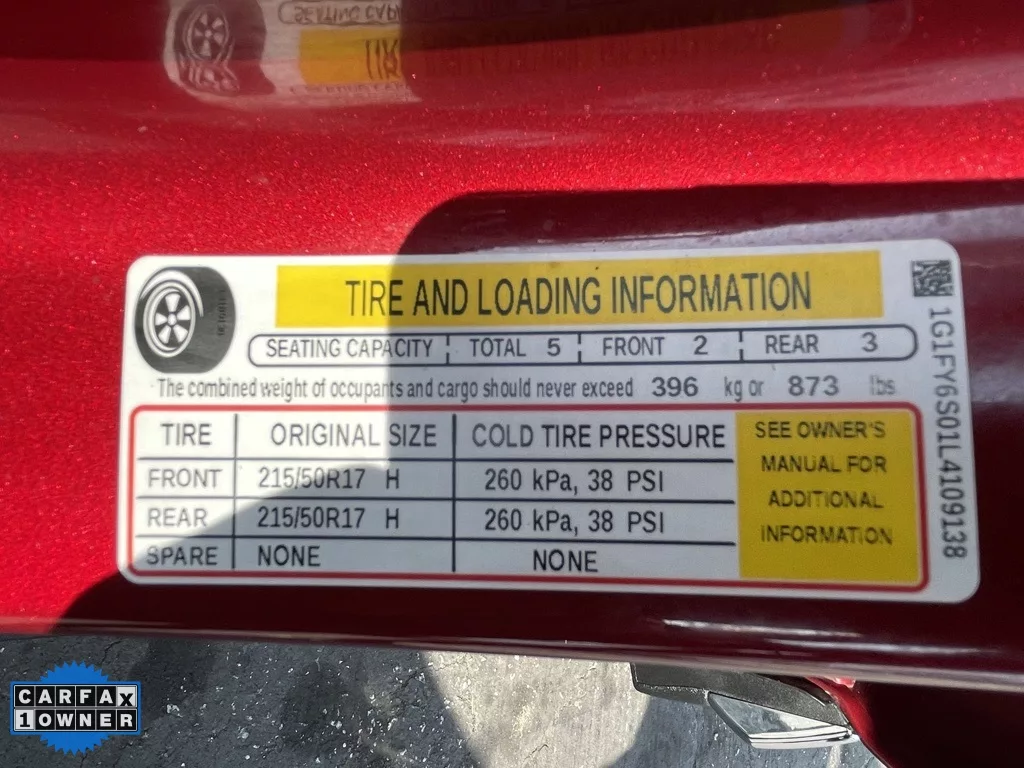 TIRE AND LOADING INFORMATION
SEATING CAPACITY TOTAL 5 FRONT 2 REAR 3
The combined weight of occupants and cargo should never exceed 396 kg or 873 lbs
TIRE ORIGINAL SIZE COLD TIRE PRESSURE
FRONT 215/50R17 H 260 kPa, 38 PSI
REAR 215/50R17 H 260 kPa, 38 PSI
SPARE NONE NONE
SEE OWNER'S
MANUAL FOR
ADDITIONAL
INFORMATION
1G1FY6S01L4109138
CARFAX
1 OWNER